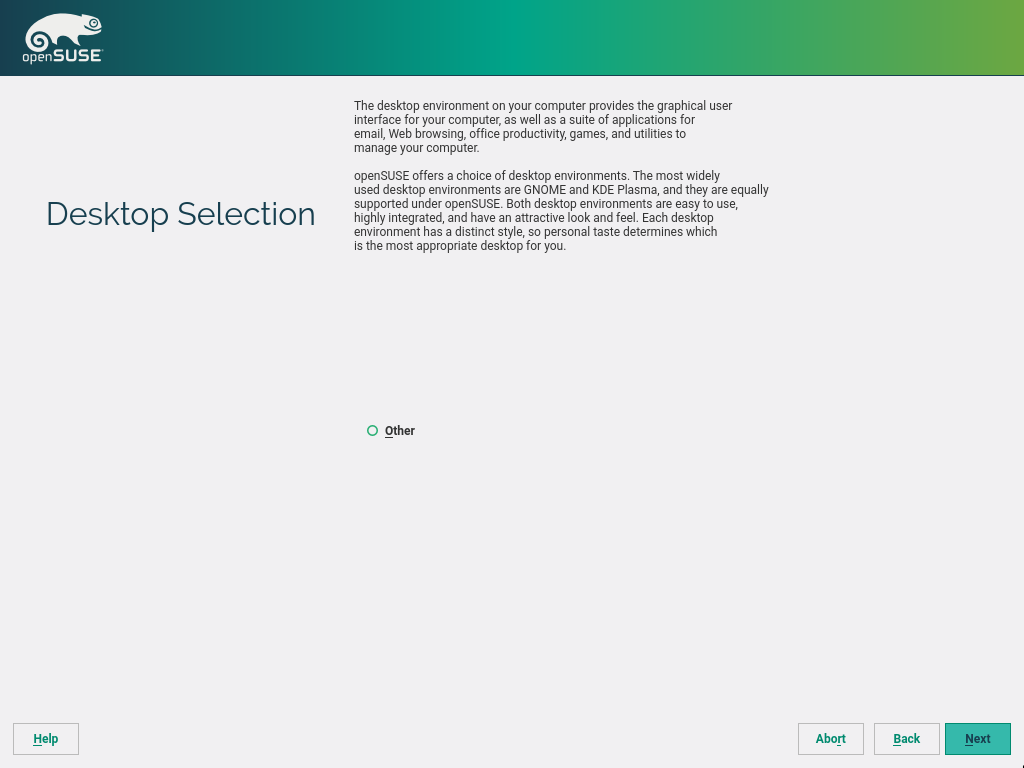 openSUSE
Desktop Selection
The desktop environment on your computer provides the graphical user
interface for your computer, as well as a suite of applications for
email, Web browsing, office productivity, games, and utilities to
manage your computer.
openSUSE offers a choice of desktop environments. The most widely
used desktop environments are GNOME and KDE Plasma, and they are equally
supported under openSUSE. Both desktop environments are easy to use,
highly integrated, and have an attractive look and feel. Each desktop
environment has a distinct style, so personal taste determines which
is the most appropriate desktop for you.
Other
Help
Abort
Back
Next